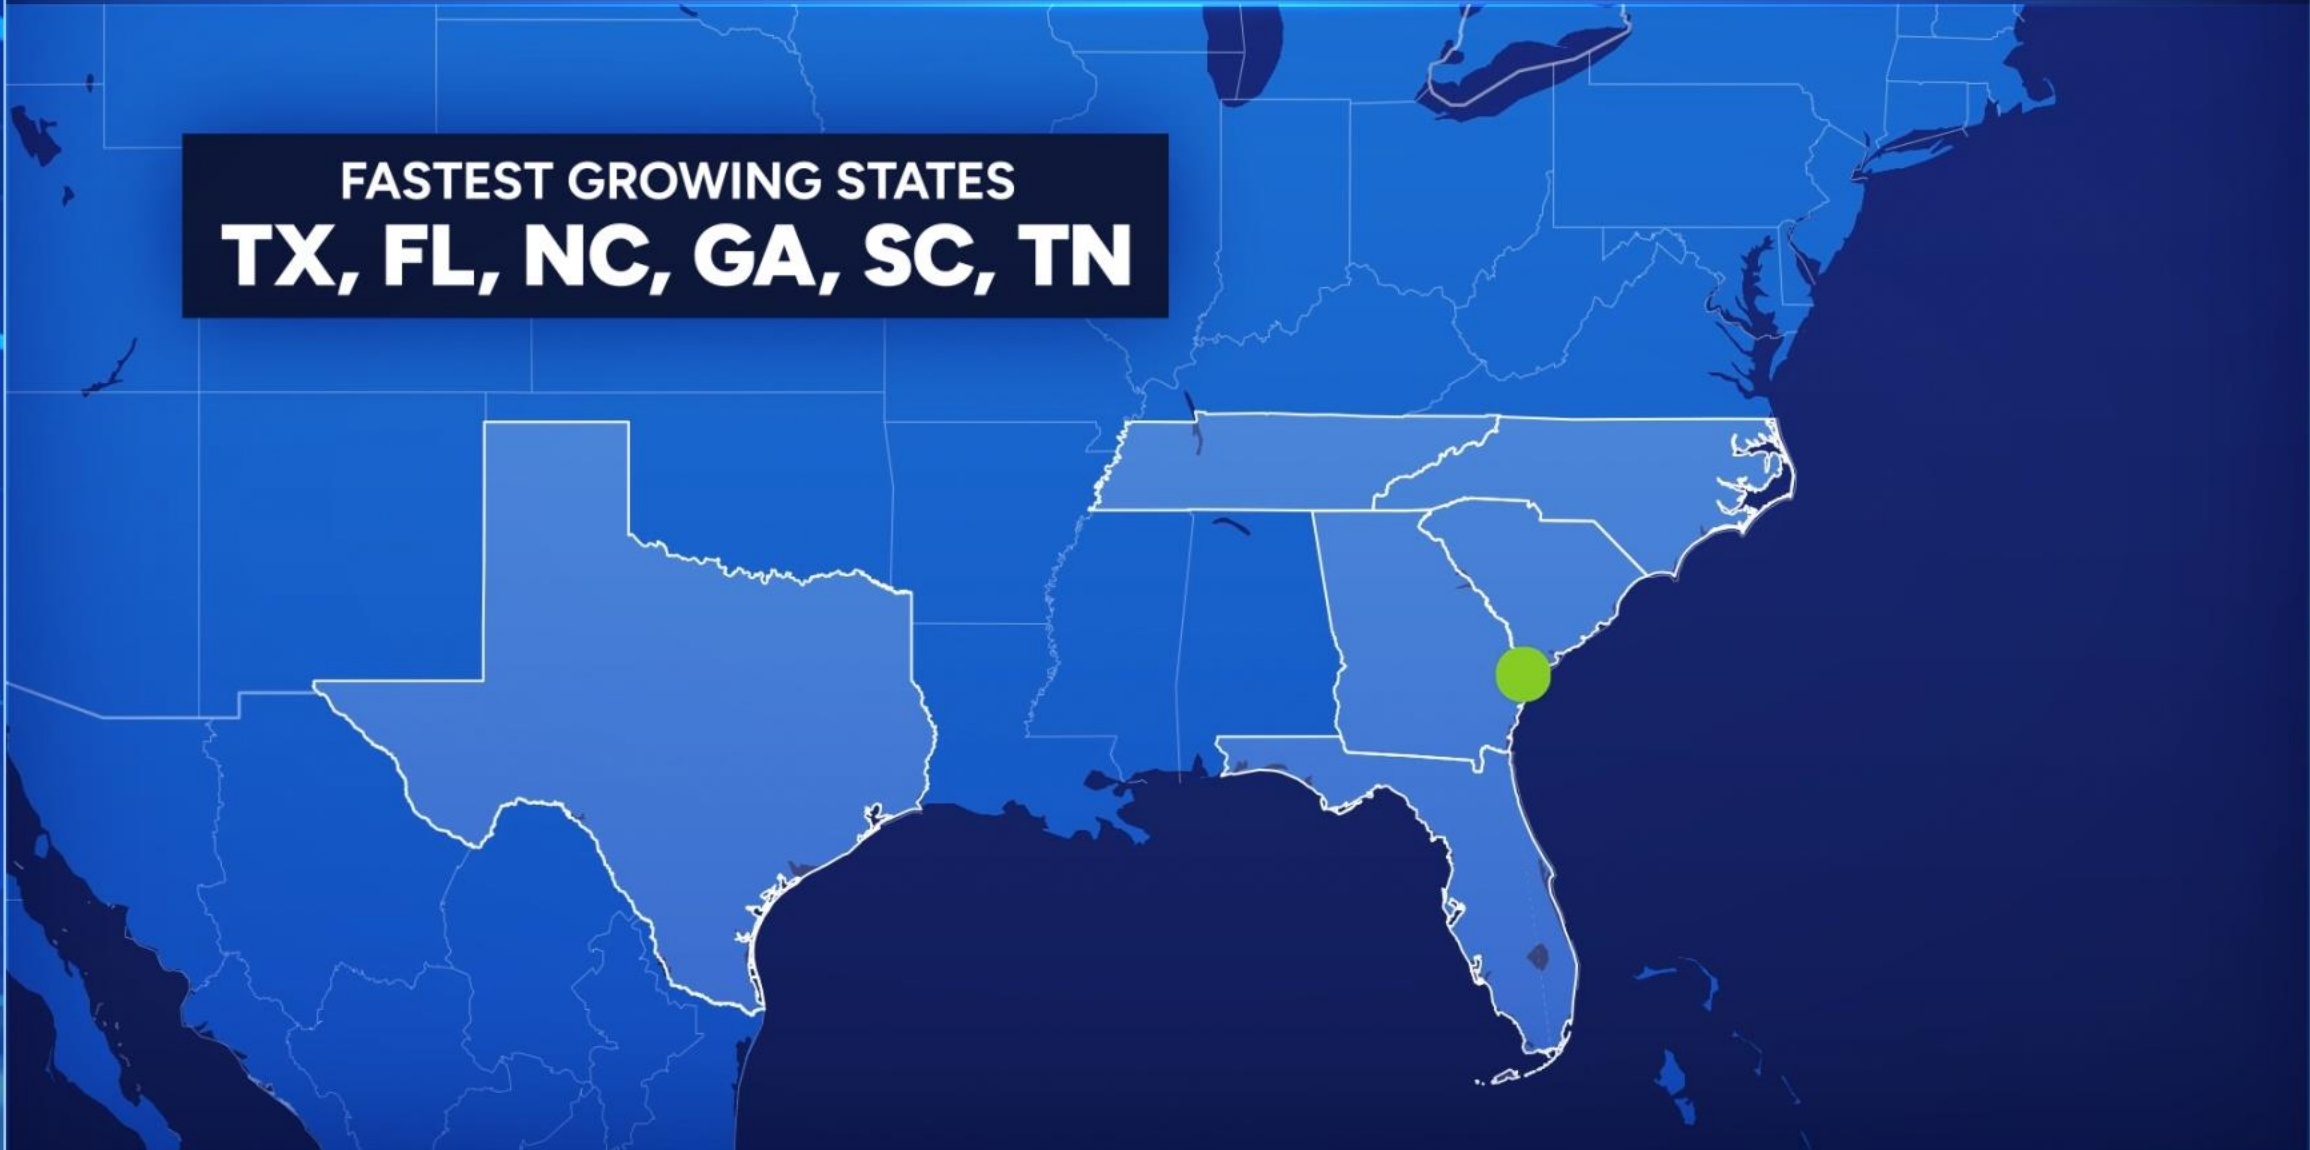 FASTEST GROWING STATES
TX, FL, NC, GA, SC, TN